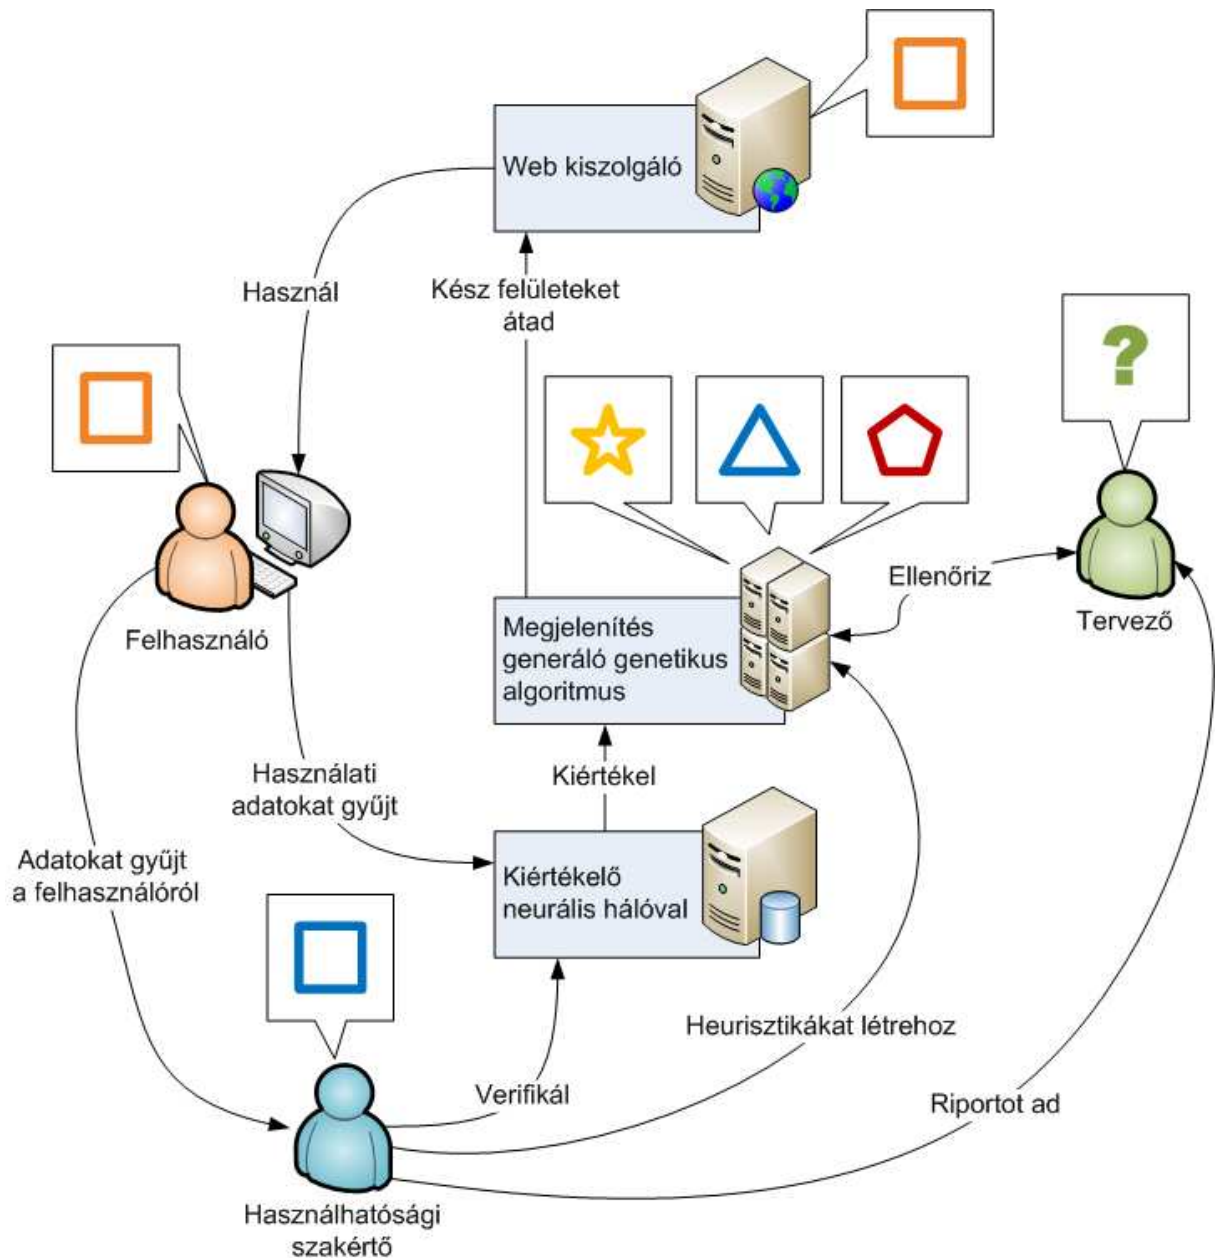 Web kiszolgáló
Használ
Kész felületeket
átad
?
Ellenőriz
Felhasználó
Tervező
Megjelenítés
generáló genetikus
algoritmus
Használati
adatokat gyűjt
Kiértékel
Adatokat gyűjt
a felhasználóról
Kiértékelő
neurális hálóval
Heurisztikákat létrehoz
Verifikál
Riportot ad
Használhatósági
szakértő